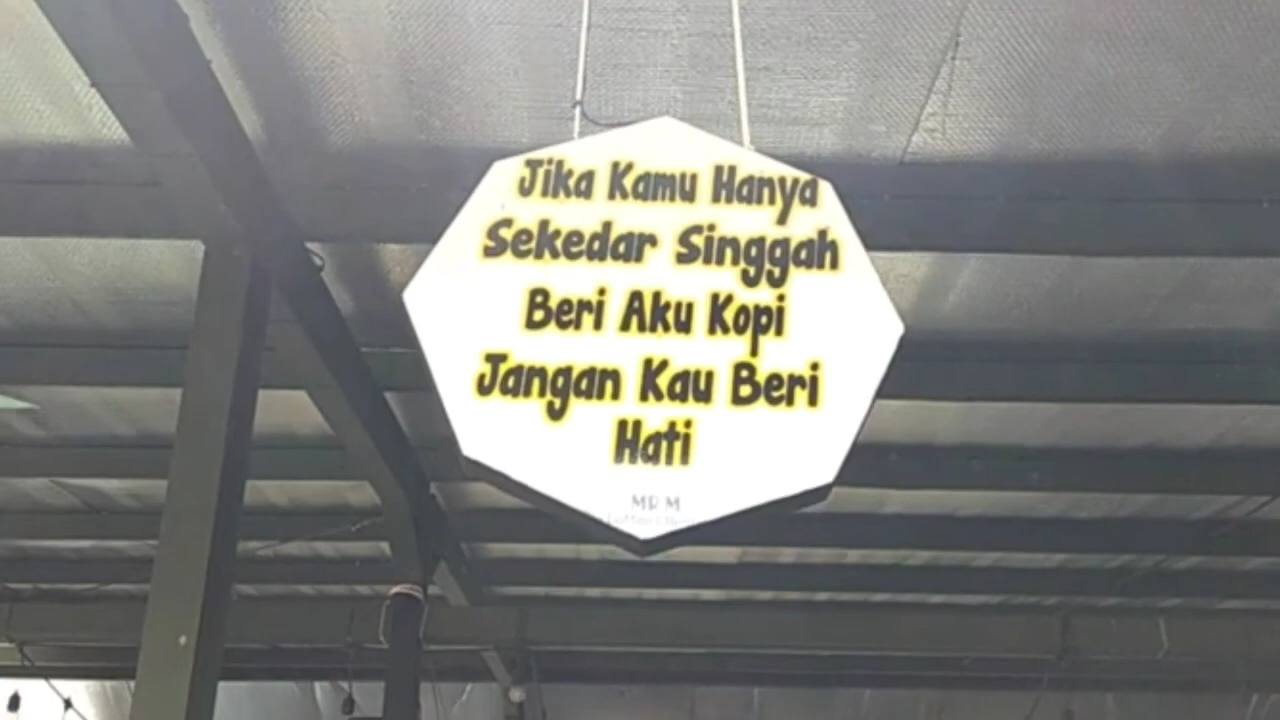 Jika Kamu Hanya
Sekedar Singgah
Beri Aku Kopi
Jangan Kau Beri
Hati
MR.M